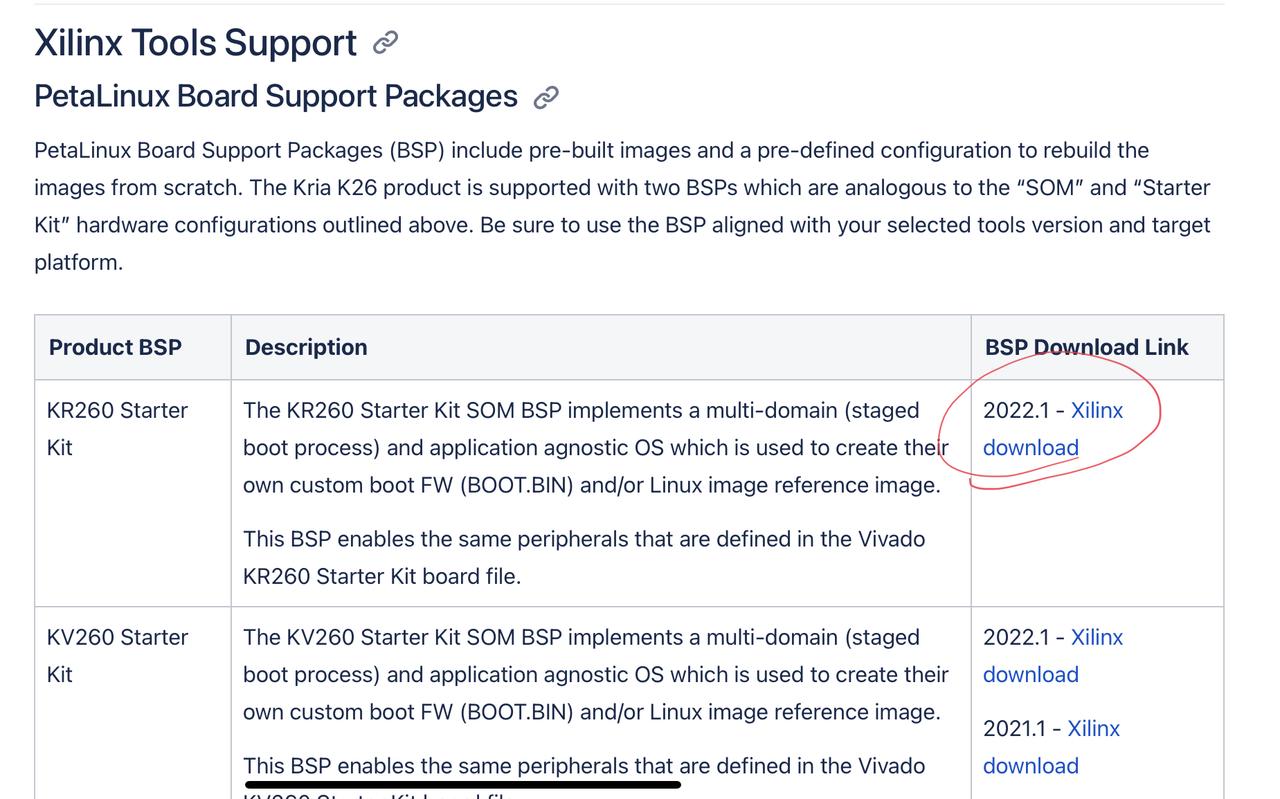 Xilinx Tools Support
PetaLinux Board Support Packages
PetaLinux Board Support Packages (BSP) include pre-built images and a pre-defined configuration to rebuild the
images from scratch. The Kria K26 product is supported with two BSPs which are analogous to the “SOM” and “Starter
Kit” hardware configurations outlined above. Be sure to use the BSP aligned with your selected tools version and target
platform.
Product BSP
Description
BSP Download Link
KR260 Starter
Kit
The KR260 Starter Kit SOM BSP implements a multi-domain (staged
boot process) and application agnostic OS which is used to create their
own custom boot FW (BOOT.BIN) and/or Linux image reference image.
This BSP enables the same peripherals that are defined in the Vivado
KR260 Starter Kit board file.
2022.1 - Xilinx
download
KV260 Starter
Kit
The KV260 Starter Kit SOM BSP implements a multi-domain (staged
boot process) and application agnostic OS which is used to create their
own custom boot FW (BOOT.BIN) and/or Linux image reference image.
This BSP enables the same peripherals that are defined in the Vivado
2022.1 - Xilinx
download
2021.1 - Xilinx
download